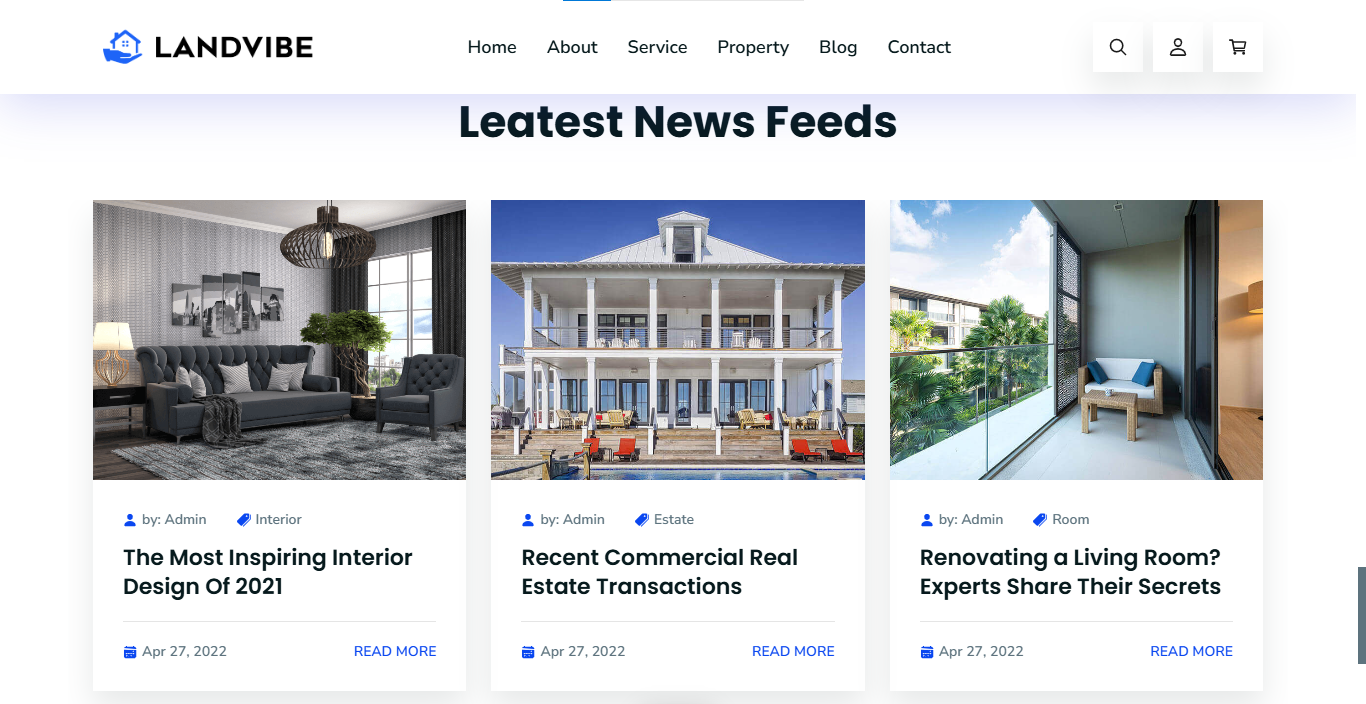 LANDVIBE
Home About Service Property Blog Contact
Leatest News Feeds
by: Admin Interior
The Most Inspiring Interior
Design Of 2021
Apr 27, 2022 READ MORE
by: Admin Estate
Recent Commercial Real
Estate Transactions
Apr 27, 2022 READ MORE
by: Admin Room
Renovating a Living Room?
Experts Share Their Secrets
Apr 27, 2022 READ MORE